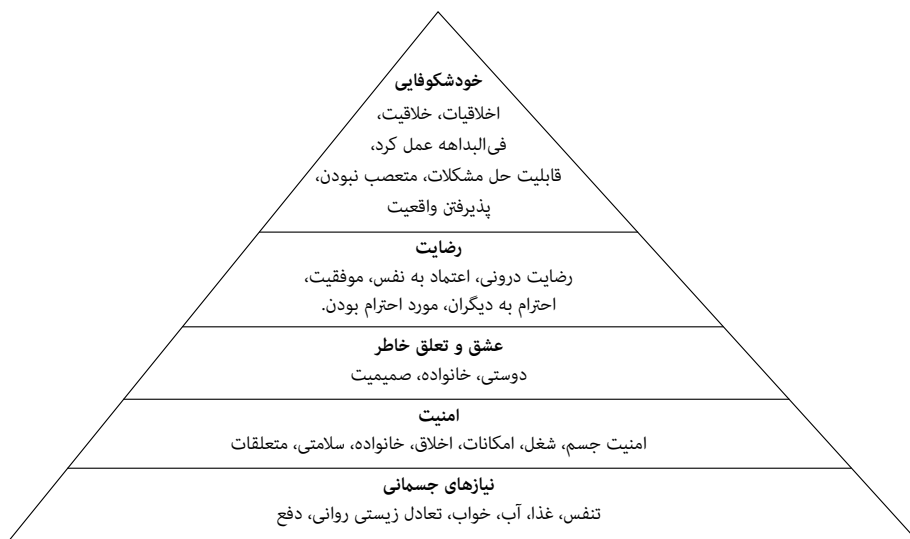 خودشکوفایی
اخلاقیات، خلاقیت،
فی‌البداهه عمل کرد،
قابلیت حل مشکلات، متعصب نبودن،
پذیرفتن واقعیت
رضایت
رضایت درونی، اعتماد به نفس، موفقیت،
احترام به دیگران، مورد احترام بودن.
عشق و تعلق خاطر
دوستی، خانواده، صمیمیت
امنیت
امنیت جسم، شغل، امکانات، اخلاق، خانواده، سلامتی، متعلقات
نیازهای جسمانی
تنفس، غذا، آب، خواب، تعادل زیستی روانی، دفع